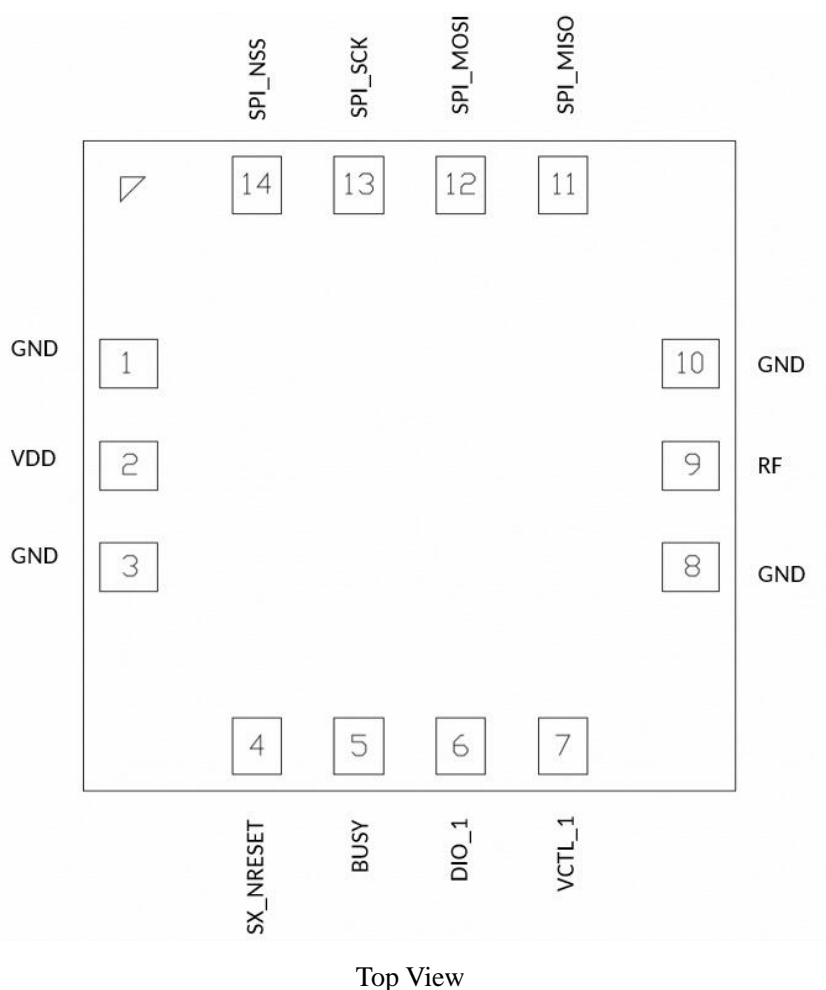 SPI_NSS
SPI_SCK
SPI_MOSI
SPI_MISO
14
13
12
11
GND
1
10
GND
VDD
2
9
RF
GND
3
8
GND
4
5
6
7
SX_NRESET
BUSY
DIO_1
VCTL_1
Top View